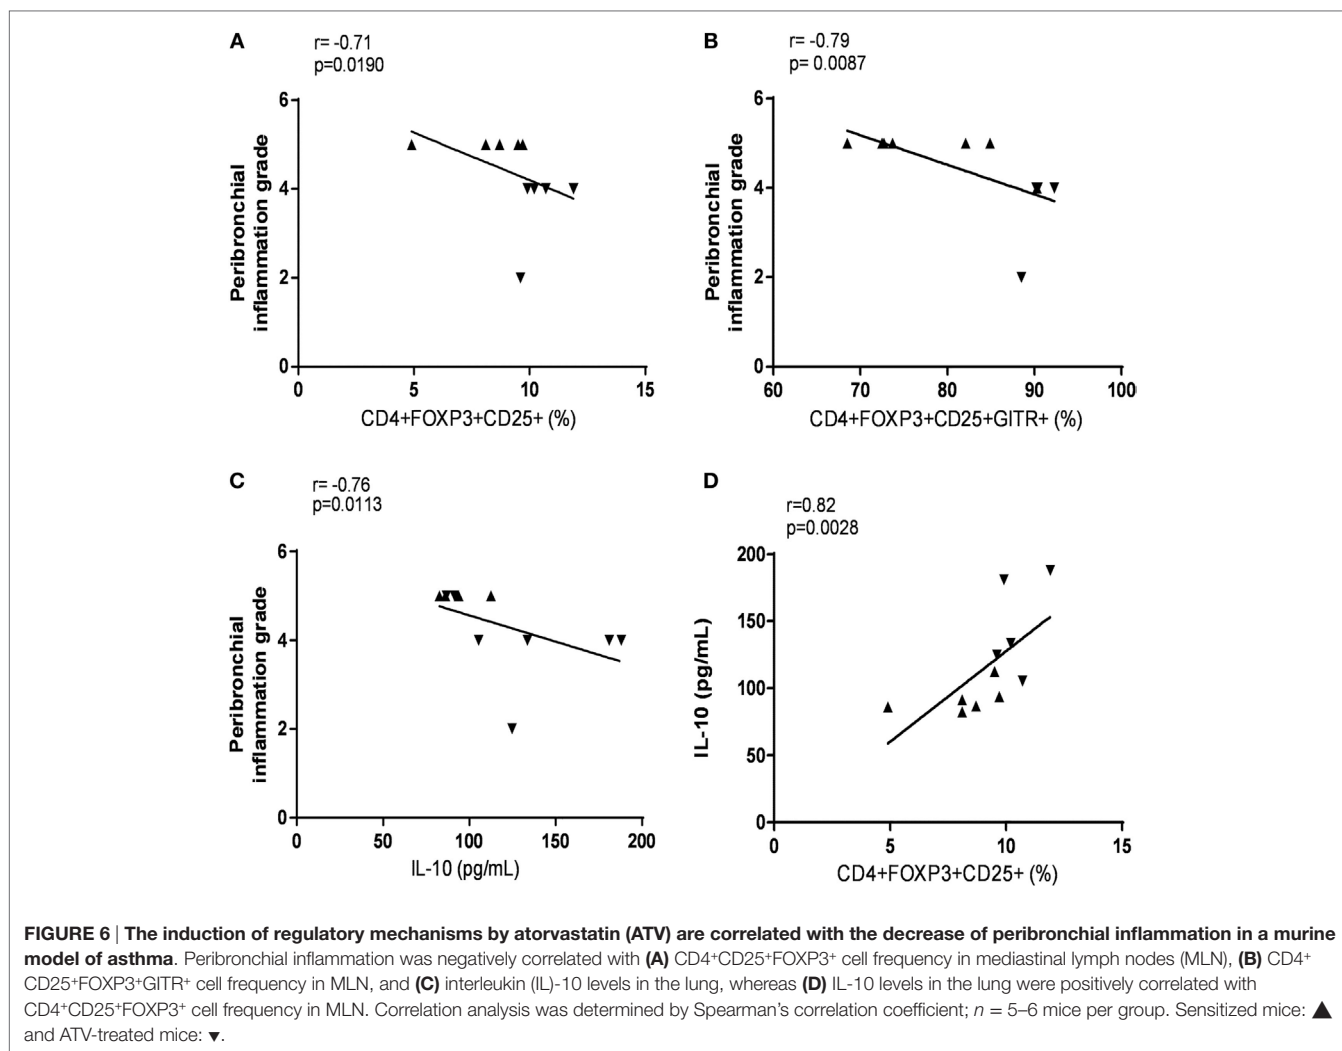 A
r= -0.71
p=0.0190
Peribronchial
inflammation grade
6
4
2
0
0 5 10 15
CD4+FOXP3+CD25+ (%)
B
r= -0.79
p= 0.0087
Peribronchial
inflammation grade
6
4
2
0
60 70 80 90 100
CD4+FOXP3+CD25+GITR+ (%)
C
r= -0.76
p=0.0113
Peribronchial
inflammation grade
6
4
2
0
0 50 100 150 200
IL-10 (pg/mL)
D
r=0.82
p=0.0028
IL-10 (pg/mL)
200
150
100
50
0
0 5 10 15
CD4+FOXP3+CD25+ (%)
FIGURE 6 | The induction of regulatory mechanisms by atorvastatin (ATV) are correlated with the decrease of peribronchial inflammation in a murine
model of asthma. Peribronchial inflammation was negatively correlated with (A) CD4⁺CD25⁺FOXP3⁺ cell frequency in mediastinal lymph nodes (MLN), (B) CD4⁺
CD25⁺FOXP3⁺GITR⁺ cell frequency in MLN, and (C) interleukin (IL)-10 levels in the lung, whereas (D) IL-10 levels in the lung were positively correlated with
CD4⁺CD25⁺FOXP3⁺ cell frequency in MLN. Correlation analysis was determined by Spearman's correlation coefficient; n = 5–6 mice per group. Sensitized mice: ▲
and ATV-treated mice: ▼.